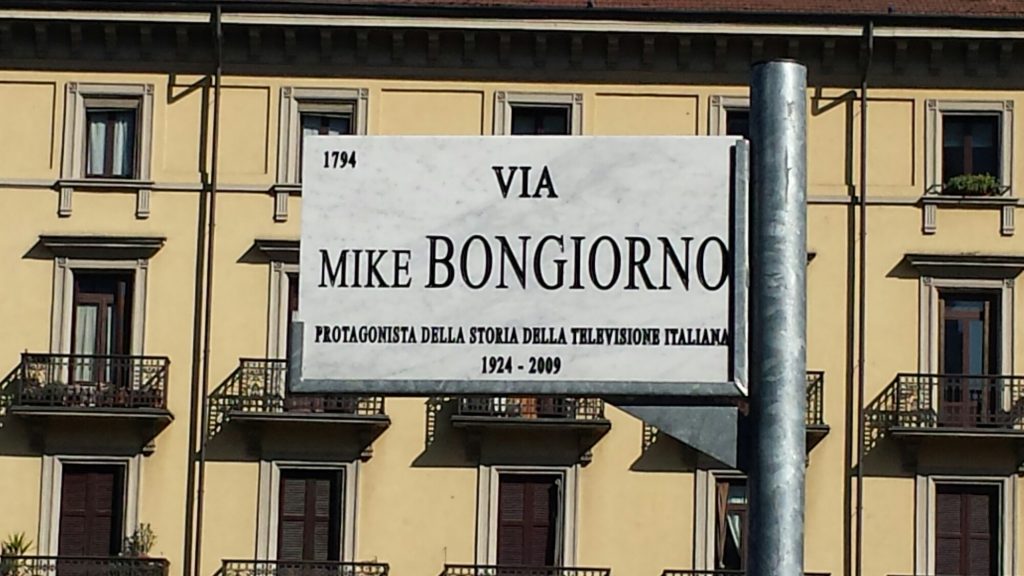 1794
VIA
MIKE BONGIORNO
PROTAGONISTA DELLA STORIA DELLA TELEVISIONE ITALIANA
1924 - 2009